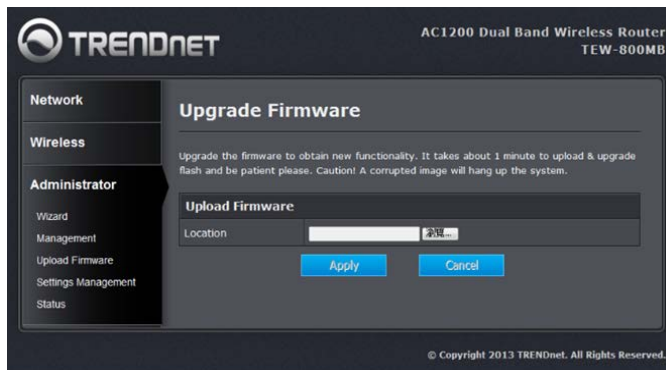 TRENDNET
AC1200 Dual Band Wireless Router
TEW-800MB
Network
Wireless
Administrator
Wizard
Management
Upload Firmware
Settings Management
Status
Upgrade Firmware
Upgrade the firmware to obtain new functionality. It takes about 1 minute to upload & upgrade
flash and be patient please. Caution! A corrupted image will hang up the system.
Upload Firmware
Location
瀏覽...
Apply
Cancel
© Copyright 2013 TRENDnet. All Rights Reserved.